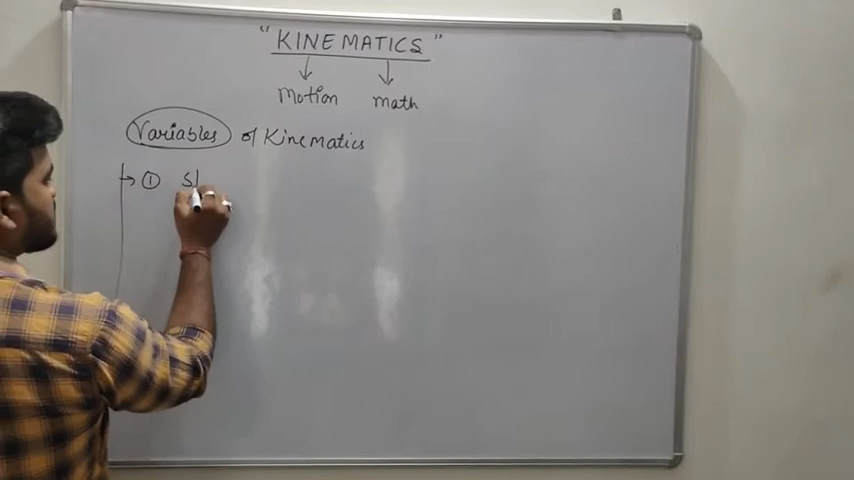 "KINEMATICS"
Motion math
Variables of Kinematics
→ ①